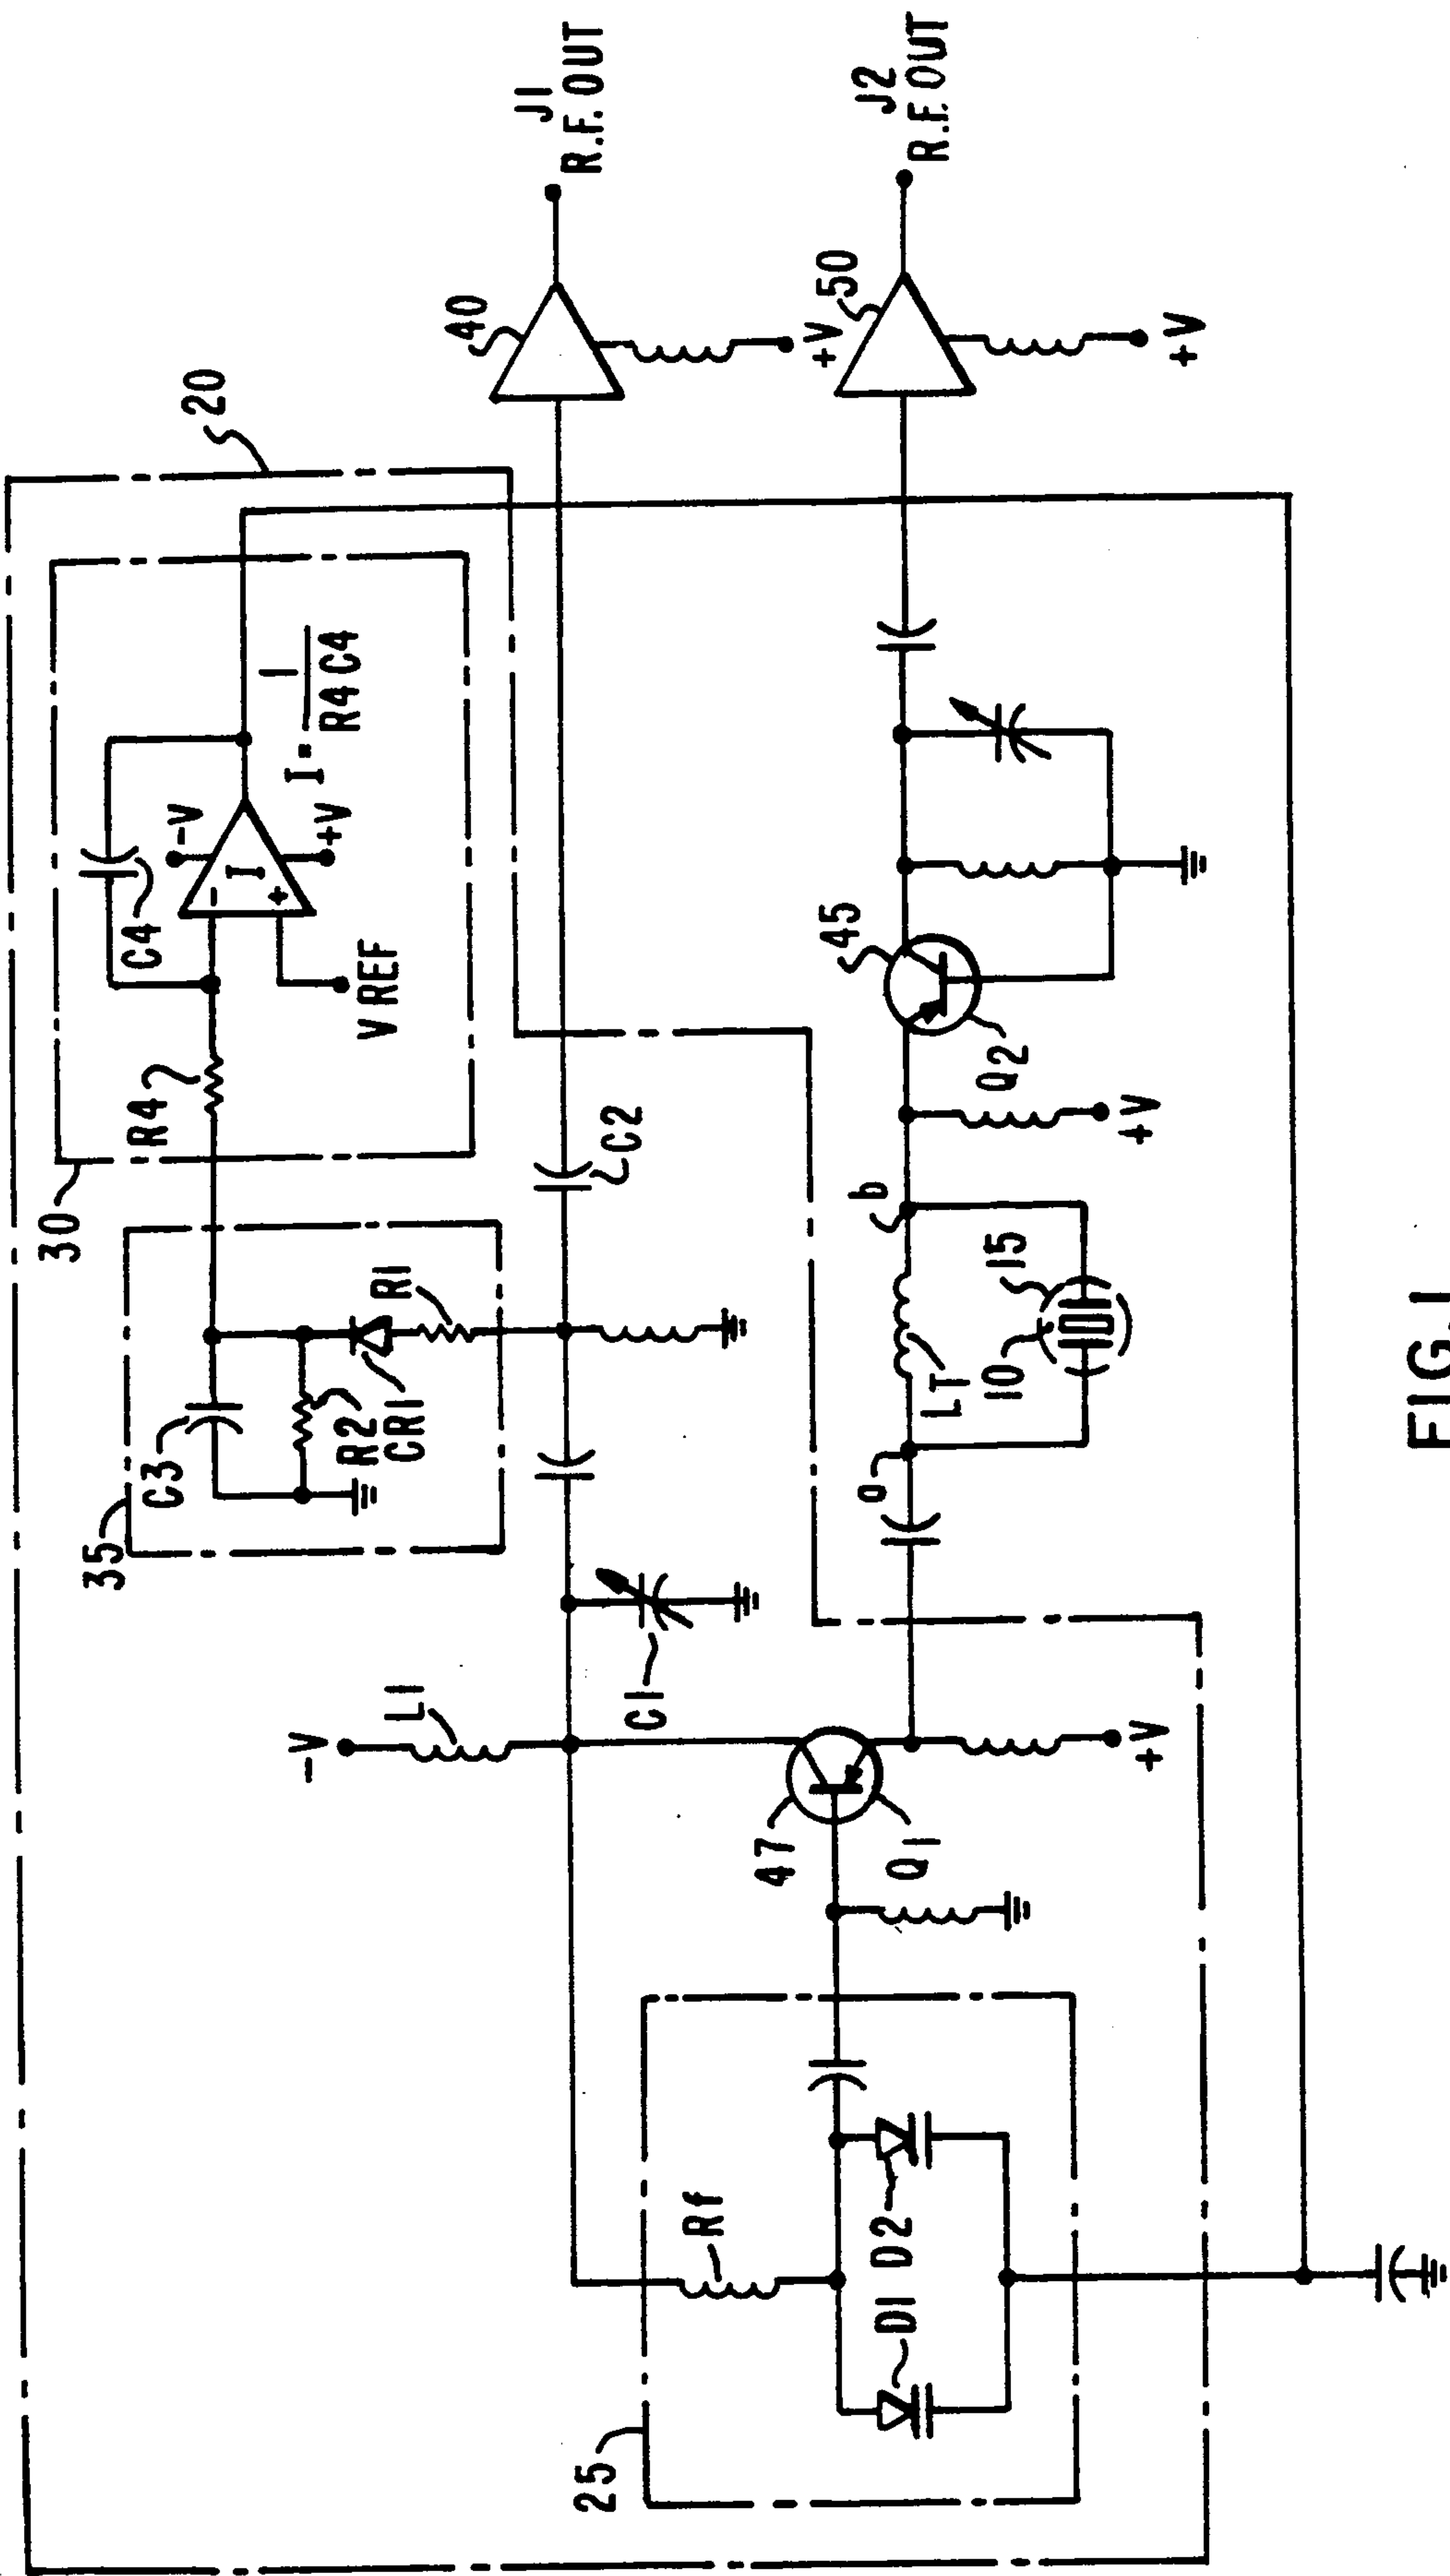 20
30
C4
-V
I
-
+
+V
I = 1/R4C4
R4
V REF
35
C3
R2
CR1
R1
C2
40
+V
J1
R.F. OUT
-V
L1
C1
47
Q1
+V
25
Rf
D1
D2
a
LT
b
10
15
+V
45
Q2
50
+V
J2
R.F. OUT
FIG. 1